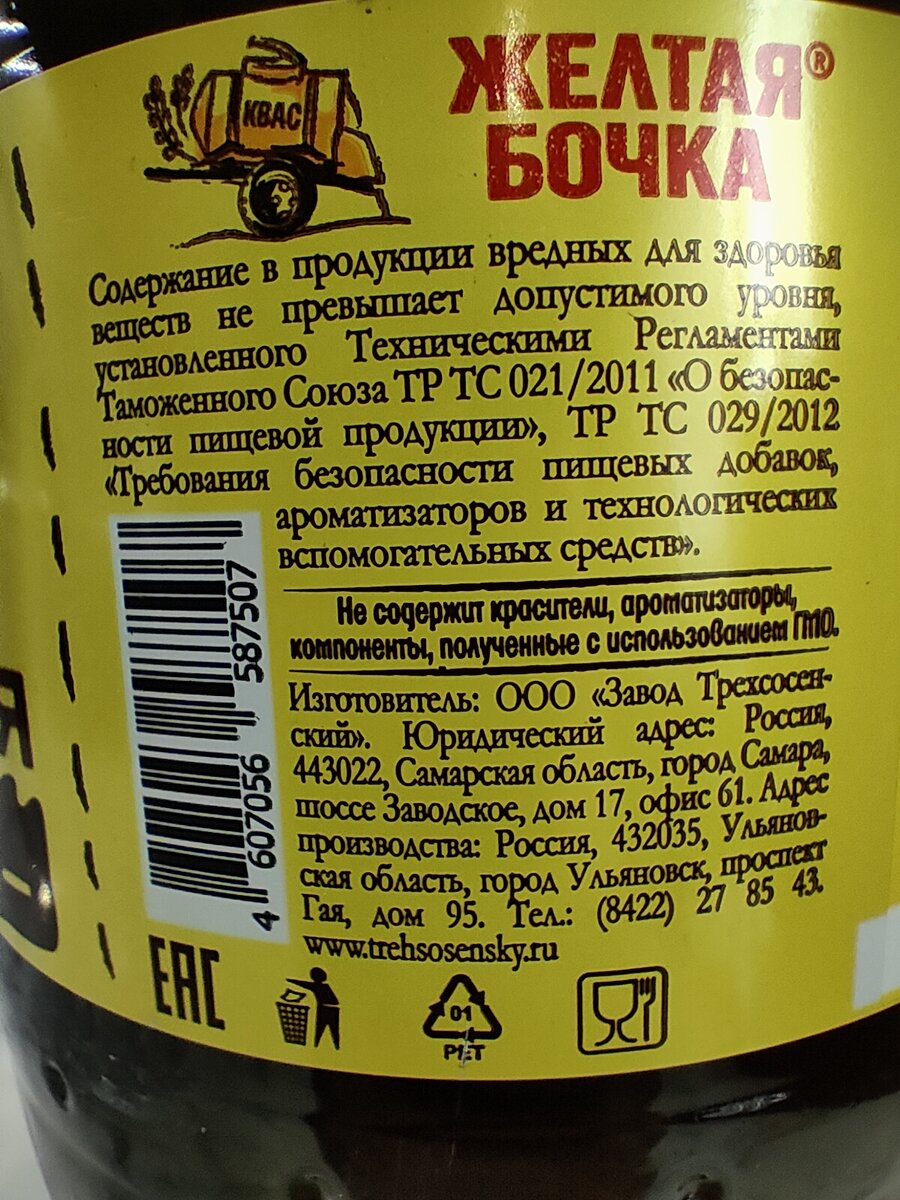 КВАС
ЖЕЛТАЯ®
БОЧКА
Содержание в продукции вредных для здоровья
веществ не превышает допустимого уровня,
установленного Техническими Регламентами
Таможенного Союза ТР ТС 021/2011 «О безопас-
ности пищевой продукции», ТР ТС 029/2012
«Требования безопасности пищевых добавок,
ароматизаторов и технологических
вспомогательных средств».
Не содержит красители, ароматизаторы,
компоненты, полученные с использованием ГМО.
Изготовитель: ООО «Завод Трехсосен-
ский». Юридический адрес: Россия,
443022, Самарская область, город Самара,
шоссе Заводское, дом 17, офис 61. Адрес
производства: Россия, 432035, Ульянов-
ская область, город Ульяновск, проспект
Гая, дом 95. Тел.: (8422) 27 85 43.
www.trehsosensky.ru
4 607056 587507
EAC
01
PET